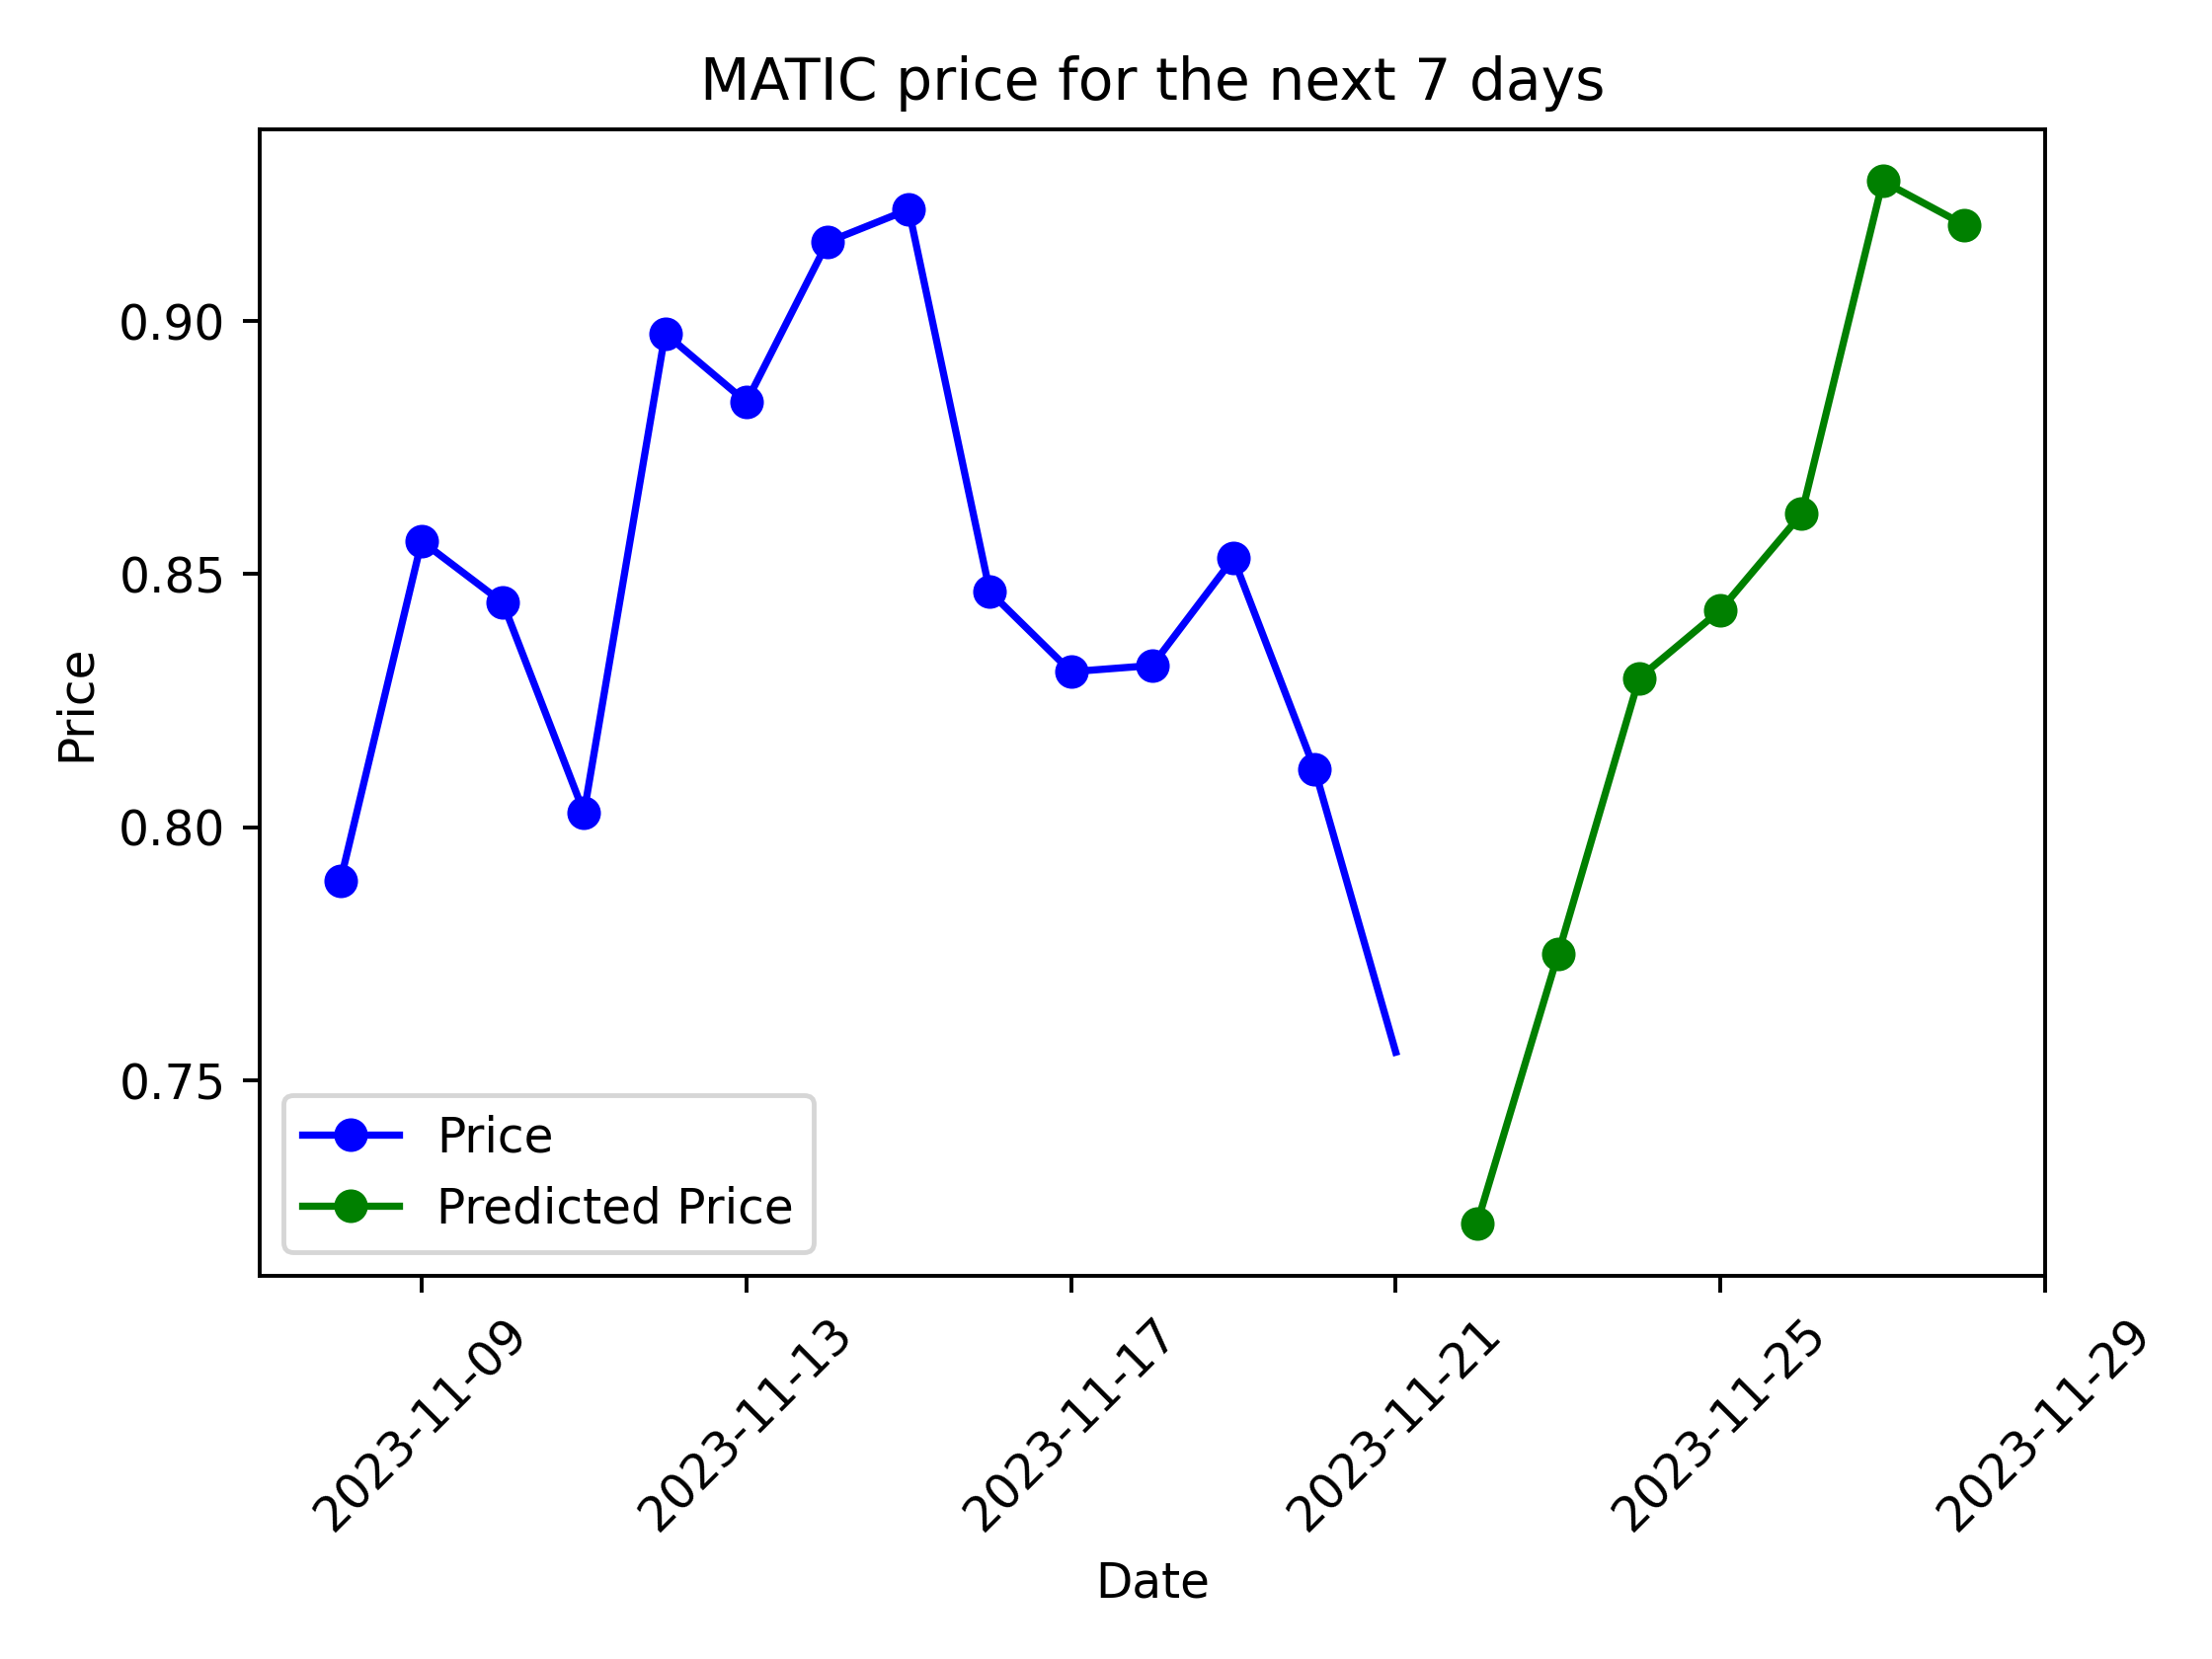 MATIC price for the next 7 days
0.90
0.85
0.80
0.75
Price
Price
Predicted Price
2023-11-09
2023-11-13
2023-11-17
2023-11-21
2023-11-25
2023-11-29
Date